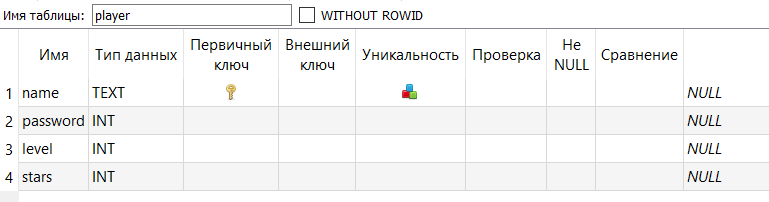 Имя таблицы: player WITHOUT ROWID
Имя Тип данных Первичный ключ Внешний ключ Уникальность Проверка Не NULL Сравнение
1 name TEXT NULL
2 password INT NULL
3 level INT NULL
4 stars INT NULL